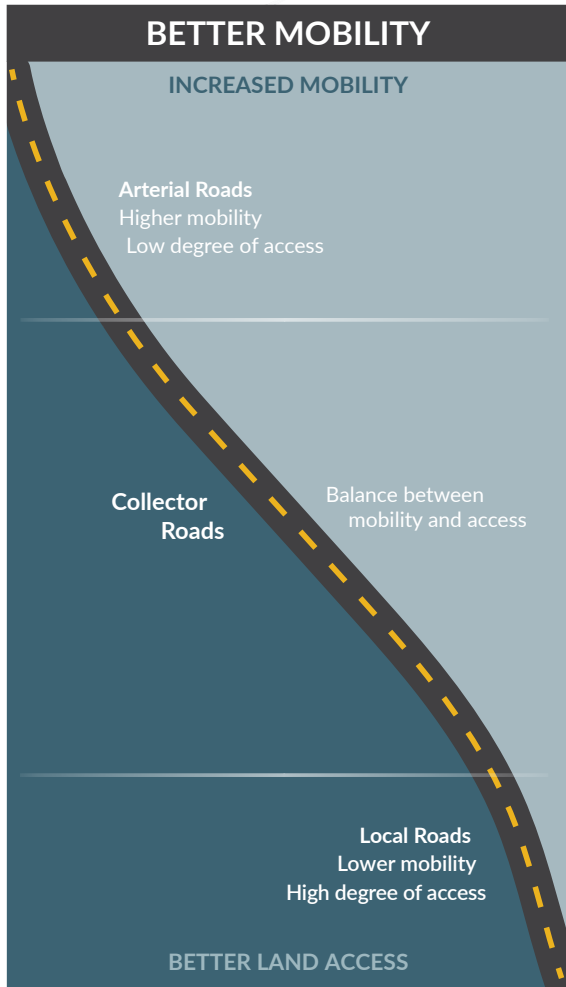 BETTER MOBILITY
INCREASED MOBILITY
Arterial Roads
Higher mobility
Low degree of access
Collector
Roads
Balance between
mobility and access
Local Roads
Lower mobility
High degree of access
BETTER LAND ACCESS